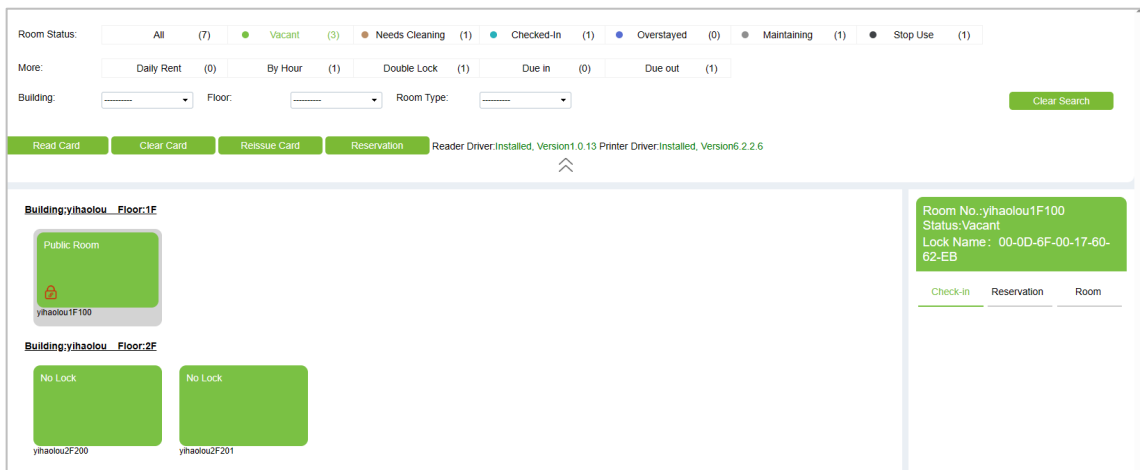 Room Status: All (7) Vacant (3) Needs Cleaning (1) Checked-In (1) Overstayed (0) Maintaining (1) Stop Use (1)
More: Daily Rent (0) By Hour (1) Double Lock (1) Due in (0) Due out (1)
Building: ---------- Floor: ---------- Room Type: ---------- Clear Search
Read Card Clear Card Reissue Card Reservation Reader Driver:Installed, Version1.0.13 Printer Driver:Installed, Version6.2.2.6
Building:yihaolou Floor:1F
Public Room
yihaolou1F100
Building:yihaolou Floor:2F
No Lock No Lock
yihaolou2F200 yihaolou2F201
Room No.:yihaolou1F100
Status:Vacant
Lock Name: 00-0D-6F-00-17-60-
62-EB
Check-in Reservation Room